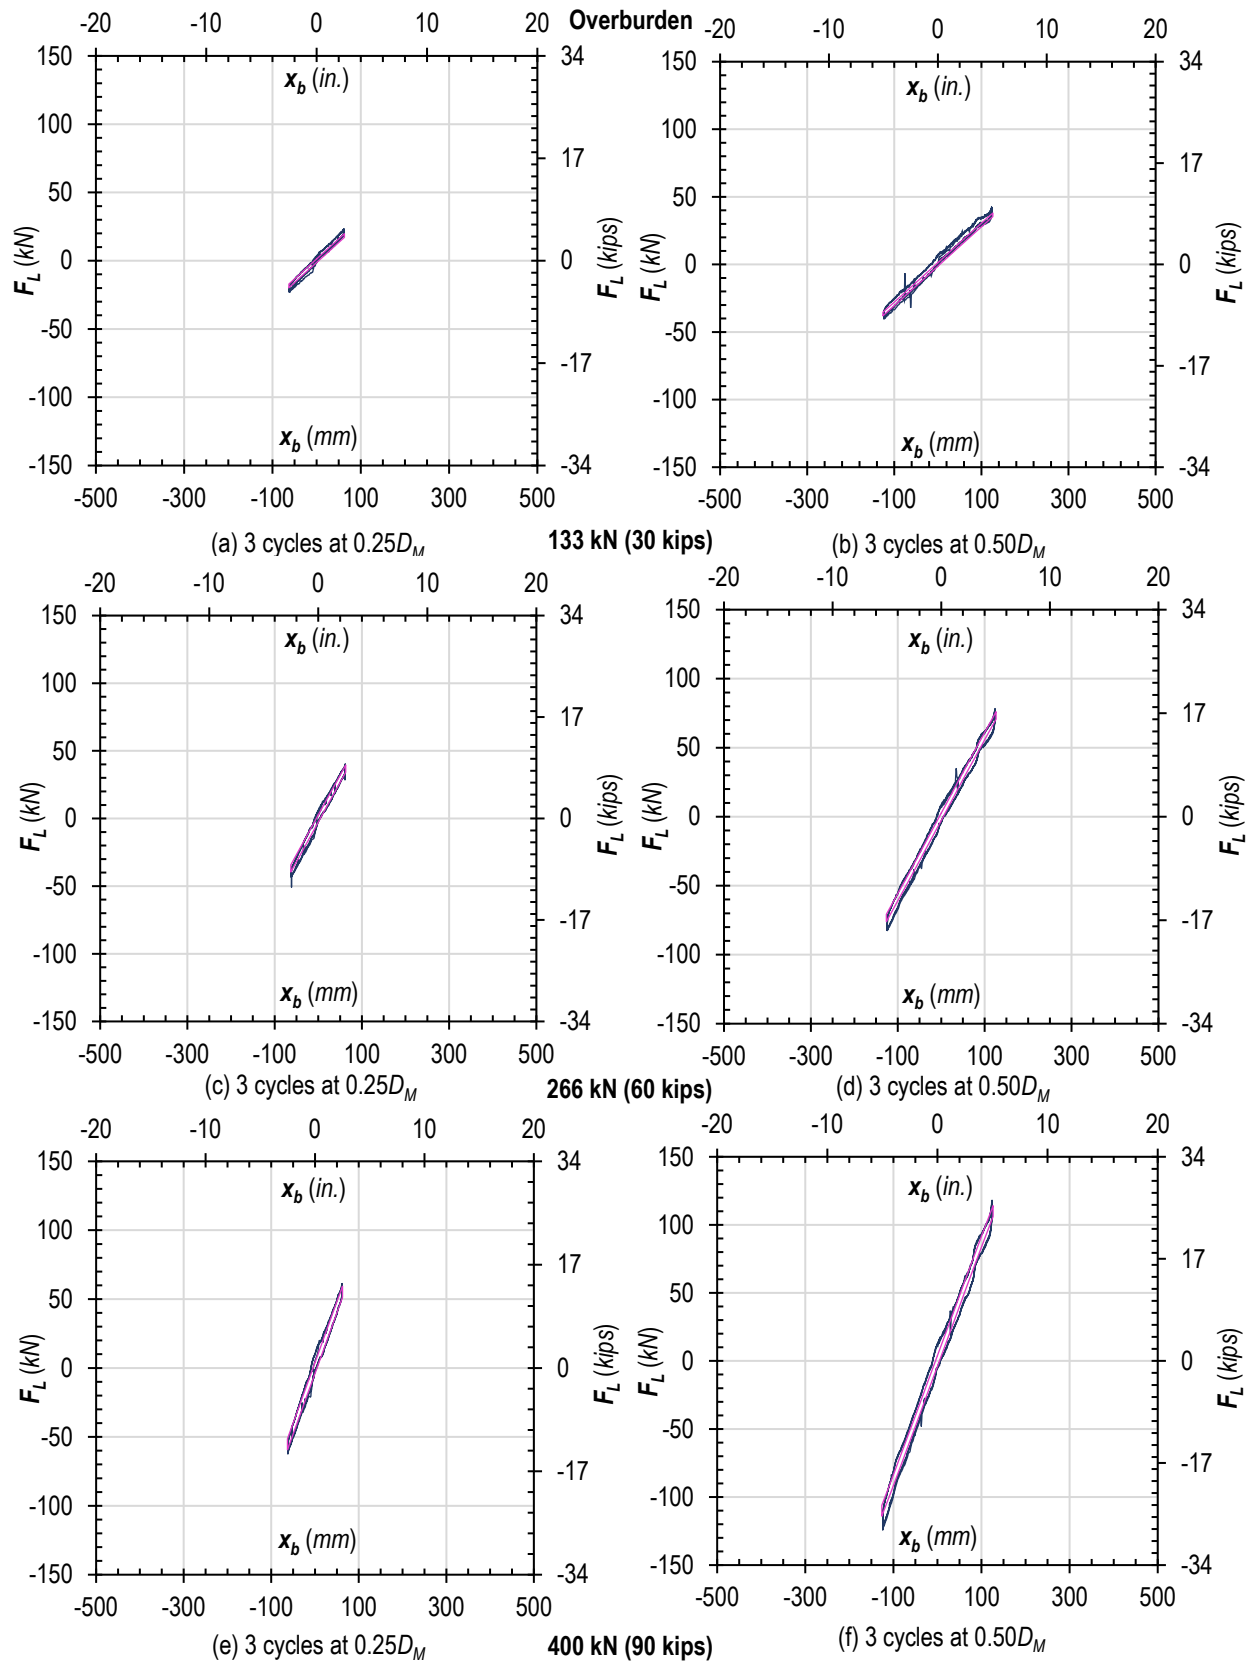 Overburden
-20 -10 0 10 20
-20 -10 0 10 20
150 100 50 0 -50 -100 -150
F_L (kN)
x_b (in.)
x_b (mm)
34 17 0 -17 -34
F_L (kips)
-500 -300 -100 100 300 500
150 100 50 0 -50 -100 -150
F_L (kN)
x_b (in.)
x_b (mm)
34 17 0 -17 -34
F_L (kips)
-500 -300 -100 100 300 500
(a) 3 cycles at 0.25D_M
133 kN (30 kips)
(b) 3 cycles at 0.50D_M
-20 -10 0 10 20
-20 -10 0 10 20
150 100 50 0 -50 -100 -150
F_L (kN)
x_b (in.)
x_b (mm)
34 17 0 -17 -34
F_L (kips)
-500 -300 -100 100 300 500
150 100 50 0 -50 -100 -150
F_L (kN)
x_b (in.)
x_b (mm)
34 17 0 -17 -34
F_L (kips)
-500 -300 -100 100 300 500
(c) 3 cycles at 0.25D_M
266 kN (60 kips)
(d) 3 cycles at 0.50D_M
-20 -10 0 10 20
-20 -10 0 10 20
150 100 50 0 -50 -100 -150
F_L (kN)
x_b (in.)
x_b (mm)
34 17 0 -17 -34
F_L (kips)
-500 -300 -100 100 300 500
150 100 50 0 -50 -100 -150
F_L (kN)
x_b (in.)
x_b (mm)
34 17 0 -17 -34
F_L (kips)
-500 -300 -100 100 300 500
(e) 3 cycles at 0.25D_M
400 kN (90 kips)
(f) 3 cycles at 0.50D_M